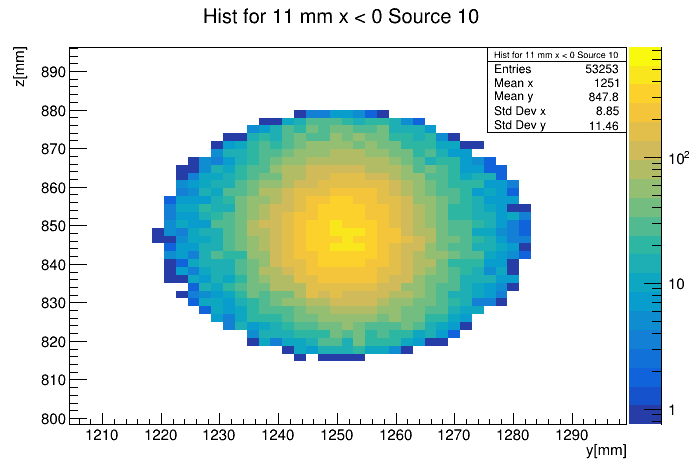 Hist for 11 mm x < 0 Source 10
z[mm]
Hist for 11 mm x < 0 Source 10
Entries 53253
Mean x 1251
Mean y 847.8
Std Dev x 8.85
Std Dev y 11.46
890
880
870
860
850
840
830
820
810
800
10²
10
1
1210 1220 1230 1240 1250 1260 1270 1280 1290
y[mm]